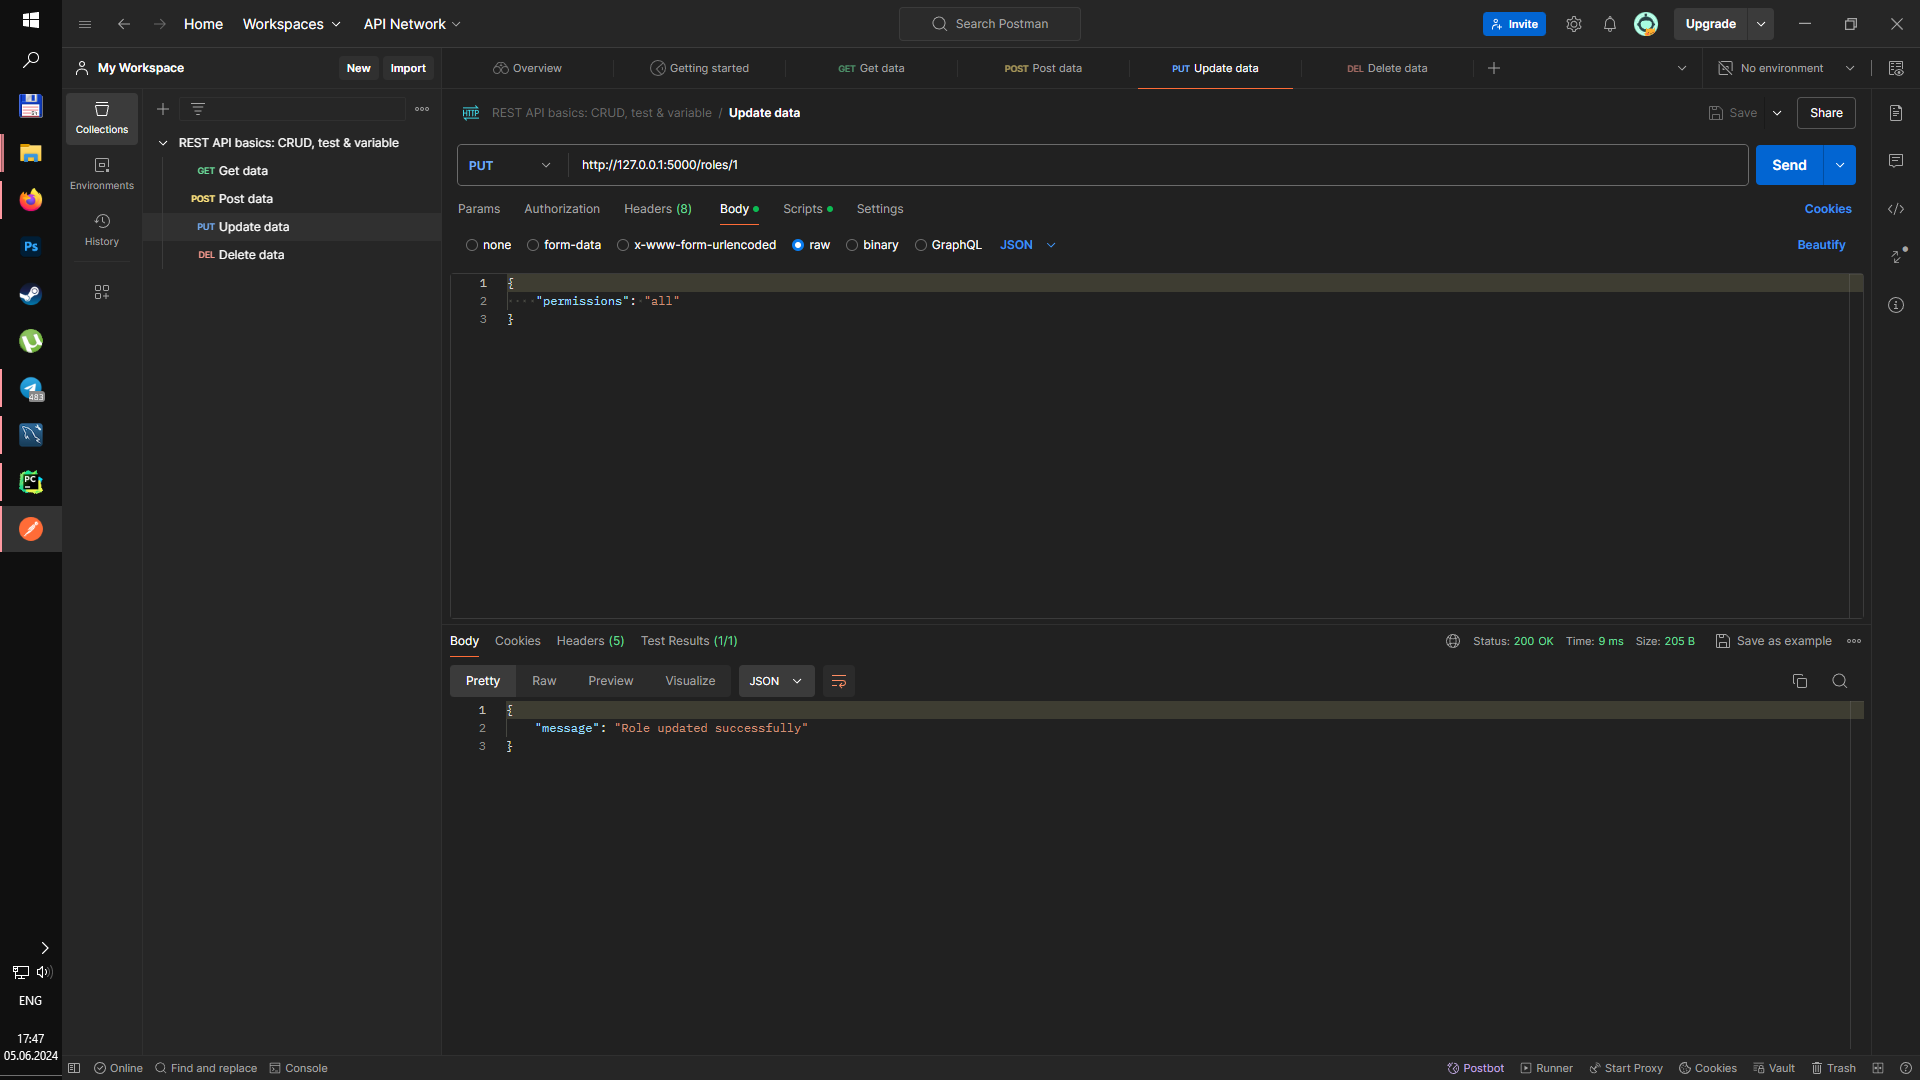 Home Workspaces API Network Search Postman Invite Upgrade
My Workspace New Import Overview Getting started GET Get data POST Post data PUT Update data DEL Delete data No environment
Collections
Environments
History
REST API basics: CRUD, test & variable
GET Get data
POST Post data
PUT Update data
DEL Delete data
HTTP REST API basics: CRUD, test & variable / Update data Save Share
PUT http://127.0.0.1:5000/roles/1 Send
Params Authorization Headers (8) Body Scripts Settings Cookies
none form-data x-www-form-urlencoded raw binary GraphQL JSON Beautify
1 {
2 ····"permissions":·"all"
3 }
Body Cookies Headers (5) Test Results (1/1) Status: 200 OK Time: 9 ms Size: 205 B Save as example
Pretty Raw Preview Visualize JSON
1 {
2 "message": "Role updated successfully"
3 }
Ps
483
PC
ENG
17:47
05.06.2024
Online Find and replace Console Postbot Runner Start Proxy Cookies Vault Trash